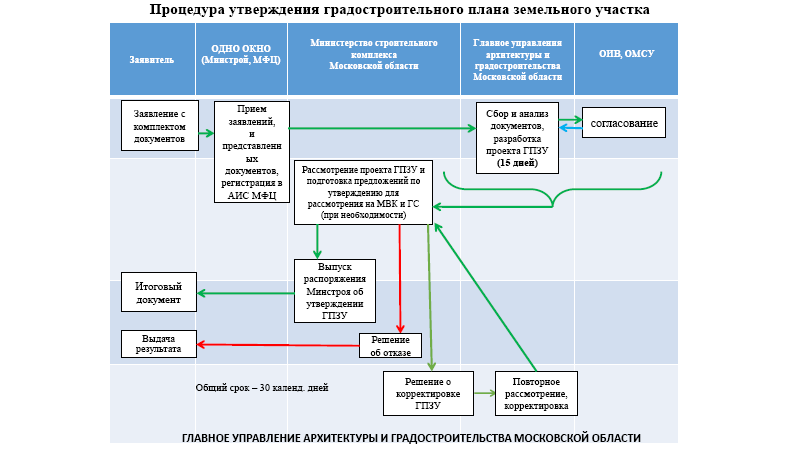 Процедура утверждения градостроительного плана земельного участка
Заявитель
ОДНО ОКНО
(Минстрой, МФЦ)
Министерство строительного
комплекса
Московской области
Главное управления
архитектуры и
градостроительства
Московской области
ОИВ, ОМСУ
Заявление с
комплектом
документов
Прием
заявлений,
и
представленн
ых
документов,
регистрация в
АИС МФЦ
Сбор и анализ
документов,
разработка
проекта ГПЗУ
(15 дней)
согласование
Рассмотрение проекта ГПЗУ и
подготовка предложений по
утверждению для
рассмотрения на МВК и ГС
(при необходимости)
Итоговый
документ
Выпуск
распоряжения
Минстроя об
утверждении
ГПЗУ
Выдача
результата
Решение
об отказе
Общий срок – 30 календ. дней
Решение о
корректировке
ГПЗУ
Повторное
рассмотрение,
корректировка
ГЛАВНОЕ УПРАВЛЕНИЕ АРХИТЕКТУРЫ И ГРАДОСТРОИТЕЛЬСТВА МОСКОВСКОЙ ОБЛАСТИ